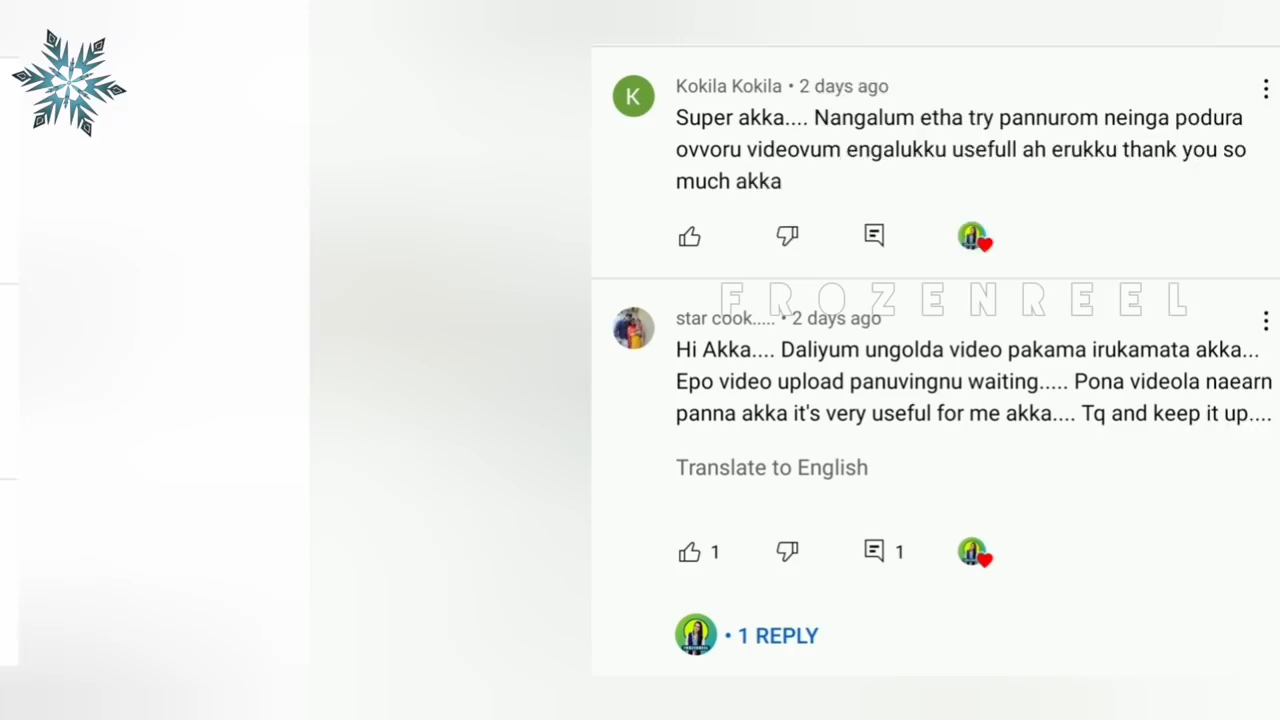 Kokila Kokila • 2 days ago
Super akka.... Nangalum etha try pannurom neinga podura
ovvoru videovum engalukku usefull ah erukku thank you so
much akka
FROZENREEL
star cook..... • 2 days ago
Hi Akka.... Daliyum ungolda video pakama irukamata akka...
Epo video upload panuvingnu waiting..... Pona videola naearn
panna akka it's very useful for me akka.... Tq and keep it up....
Translate to English
1
1
• 1 REPLY